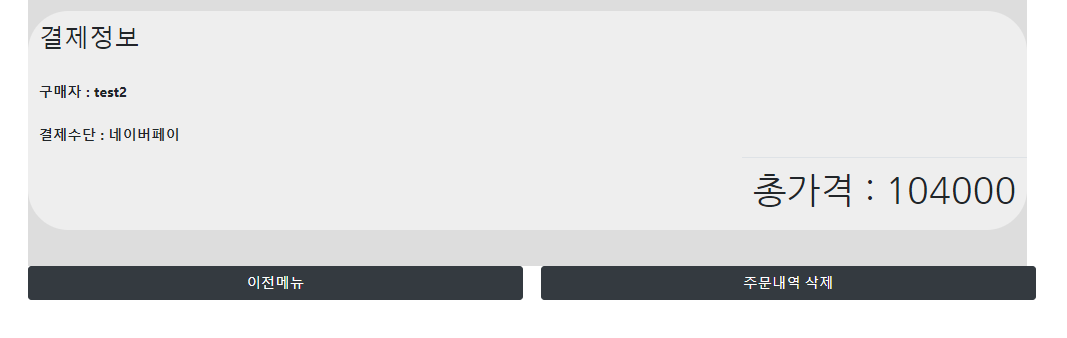 결제정보
구매자 : test2
결제수단 : 네이버페이
총가격 : 104000
이전메뉴
주문내역 삭제